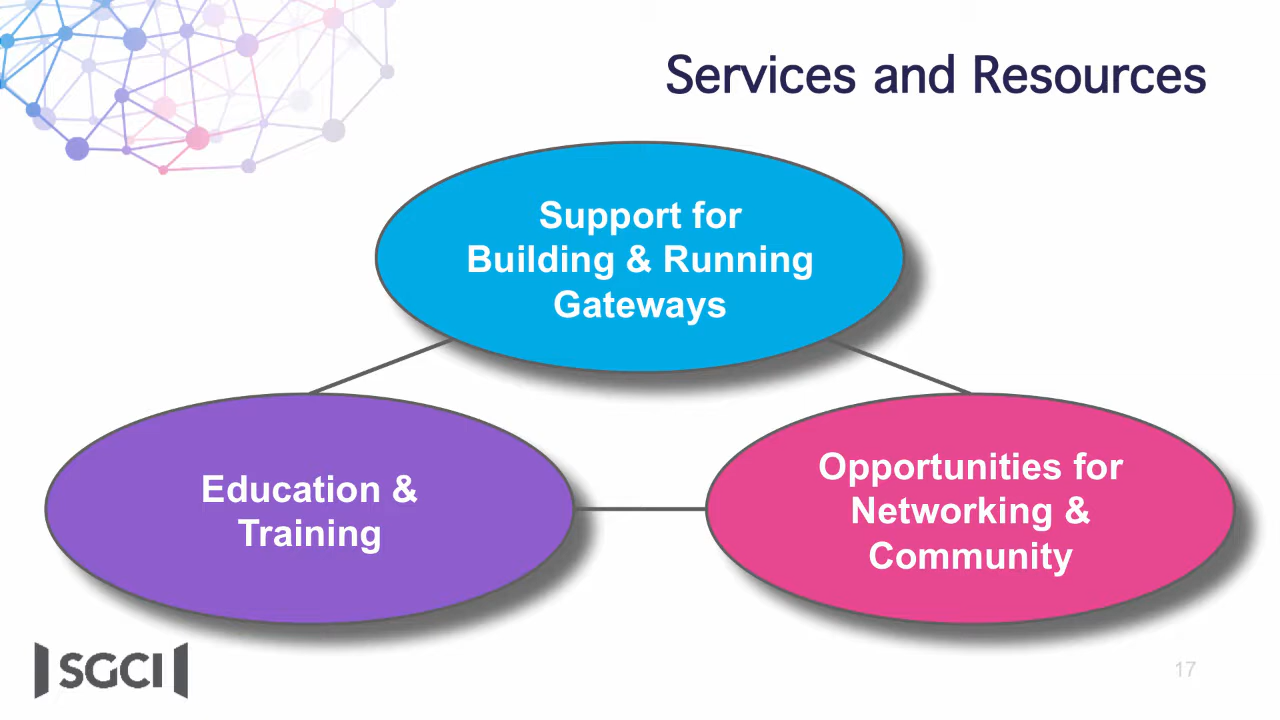 Services and Resources
Support for
Building & Running
Gateways
Education &
Training
Opportunities for
Networking &
Community
SGCI
17